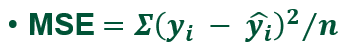 • MSE = Σ(yᵢ − ŷᵢ)²/n